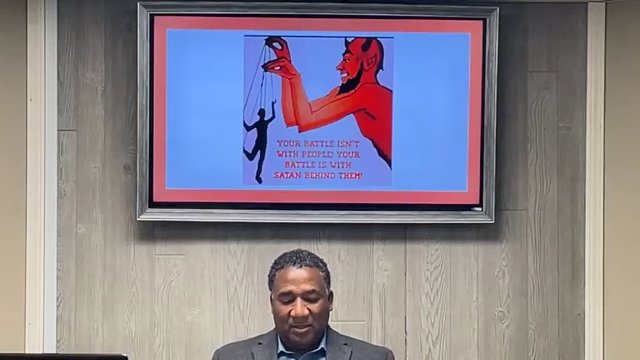 YOUR BATTLE ISN'T
WITH PEOPLE YOUR
BATTLE IS WITH
SATAN BEHIND THEM!